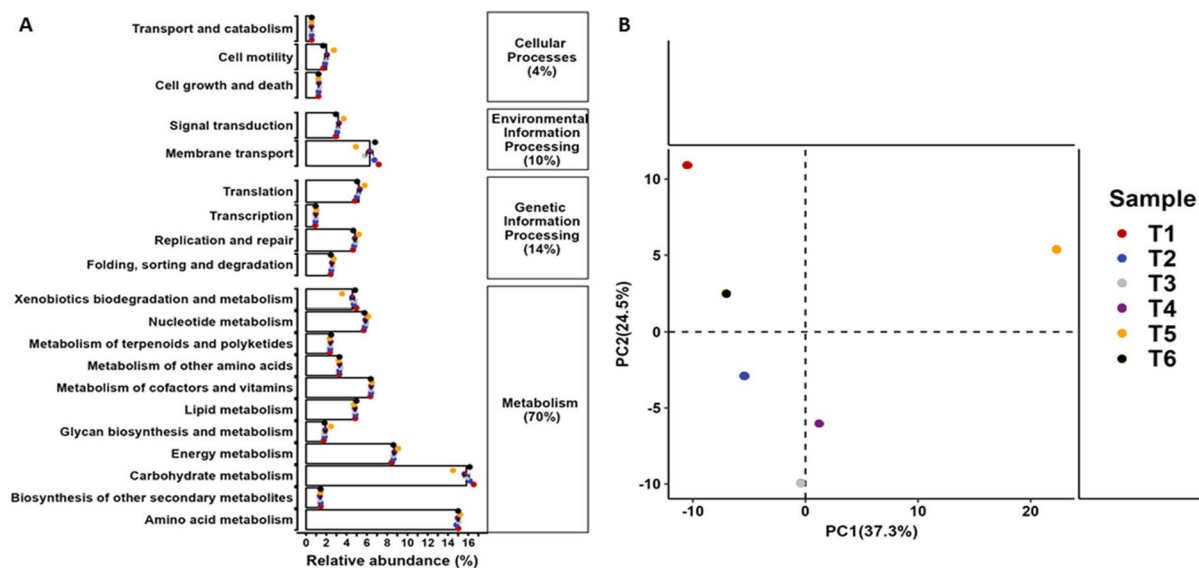 A
Transport and catabolism
Cell motility
Cell growth and death
Signal transduction
Membrane transport
Translation
Transcription
Replication and repair
Folding, sorting and degradation
Xenobiotics biodegradation and metabolism
Nucleotide metabolism
Metabolism of terpenoids and polyketides
Metabolism of other amino acids
Metabolism of cofactors and vitamins
Lipid metabolism
Glycan biosynthesis and metabolism
Energy metabolism
Carbohydrate metabolism
Biosynthesis of other secondary metabolites
Amino acid metabolism
0 2 4 6 8 10 12 14 16
Relative abundance (%)
Cellular
Processes
(4%)
Environmental
Information
Processing
(10%)
Genetic
Information
Processing
(14%)
Metabolism
(70%)
B
PC2(24.5%)
10
5
0
-5
-10
-10 0 10 20
PC1(37.3%)
Sample
T1
T2
T3
T4
T5
T6